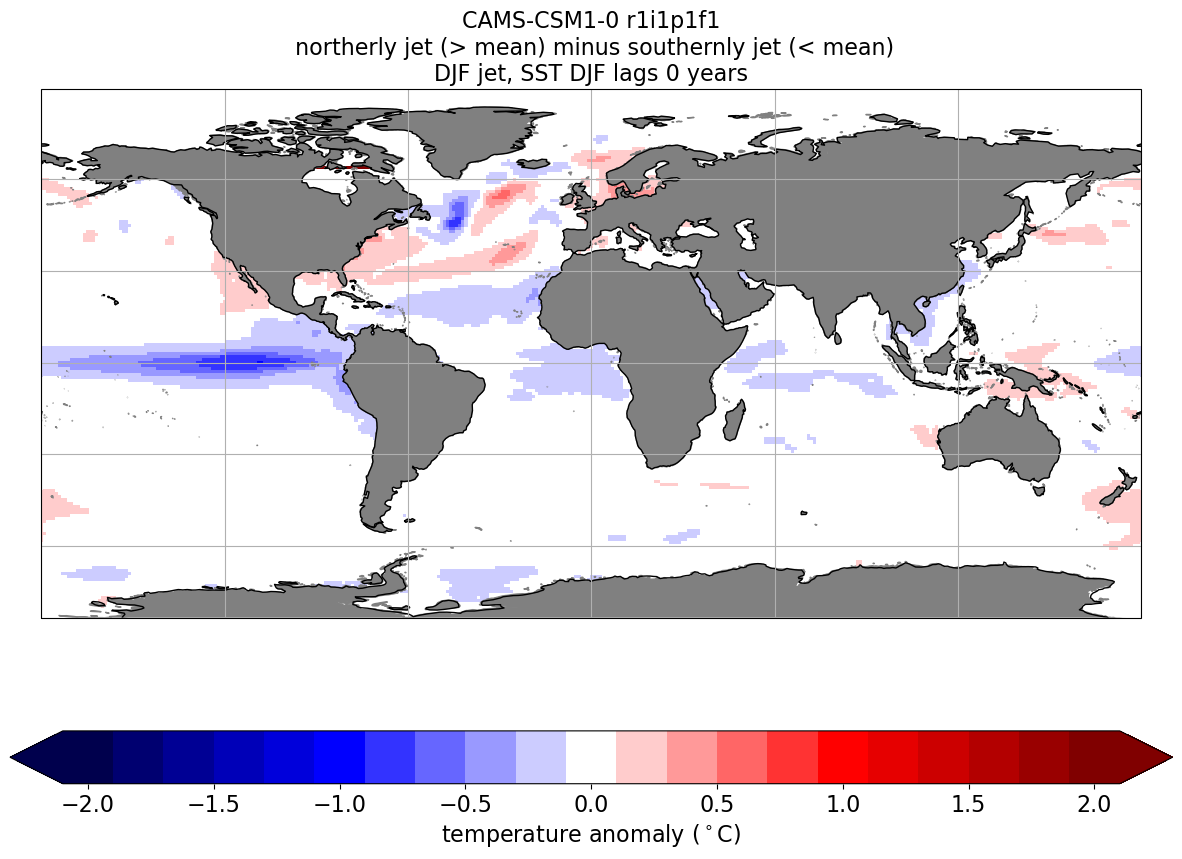 CAMS-CSM1-0 r1i1p1f1
northerly jet (> mean) minus southernly jet (< mean)
DJF jet, SST DJF lags 0 years
−2.0 −1.5 −1.0 −0.5 0.0 0.5 1.0 1.5 2.0
temperature anomaly (°C)